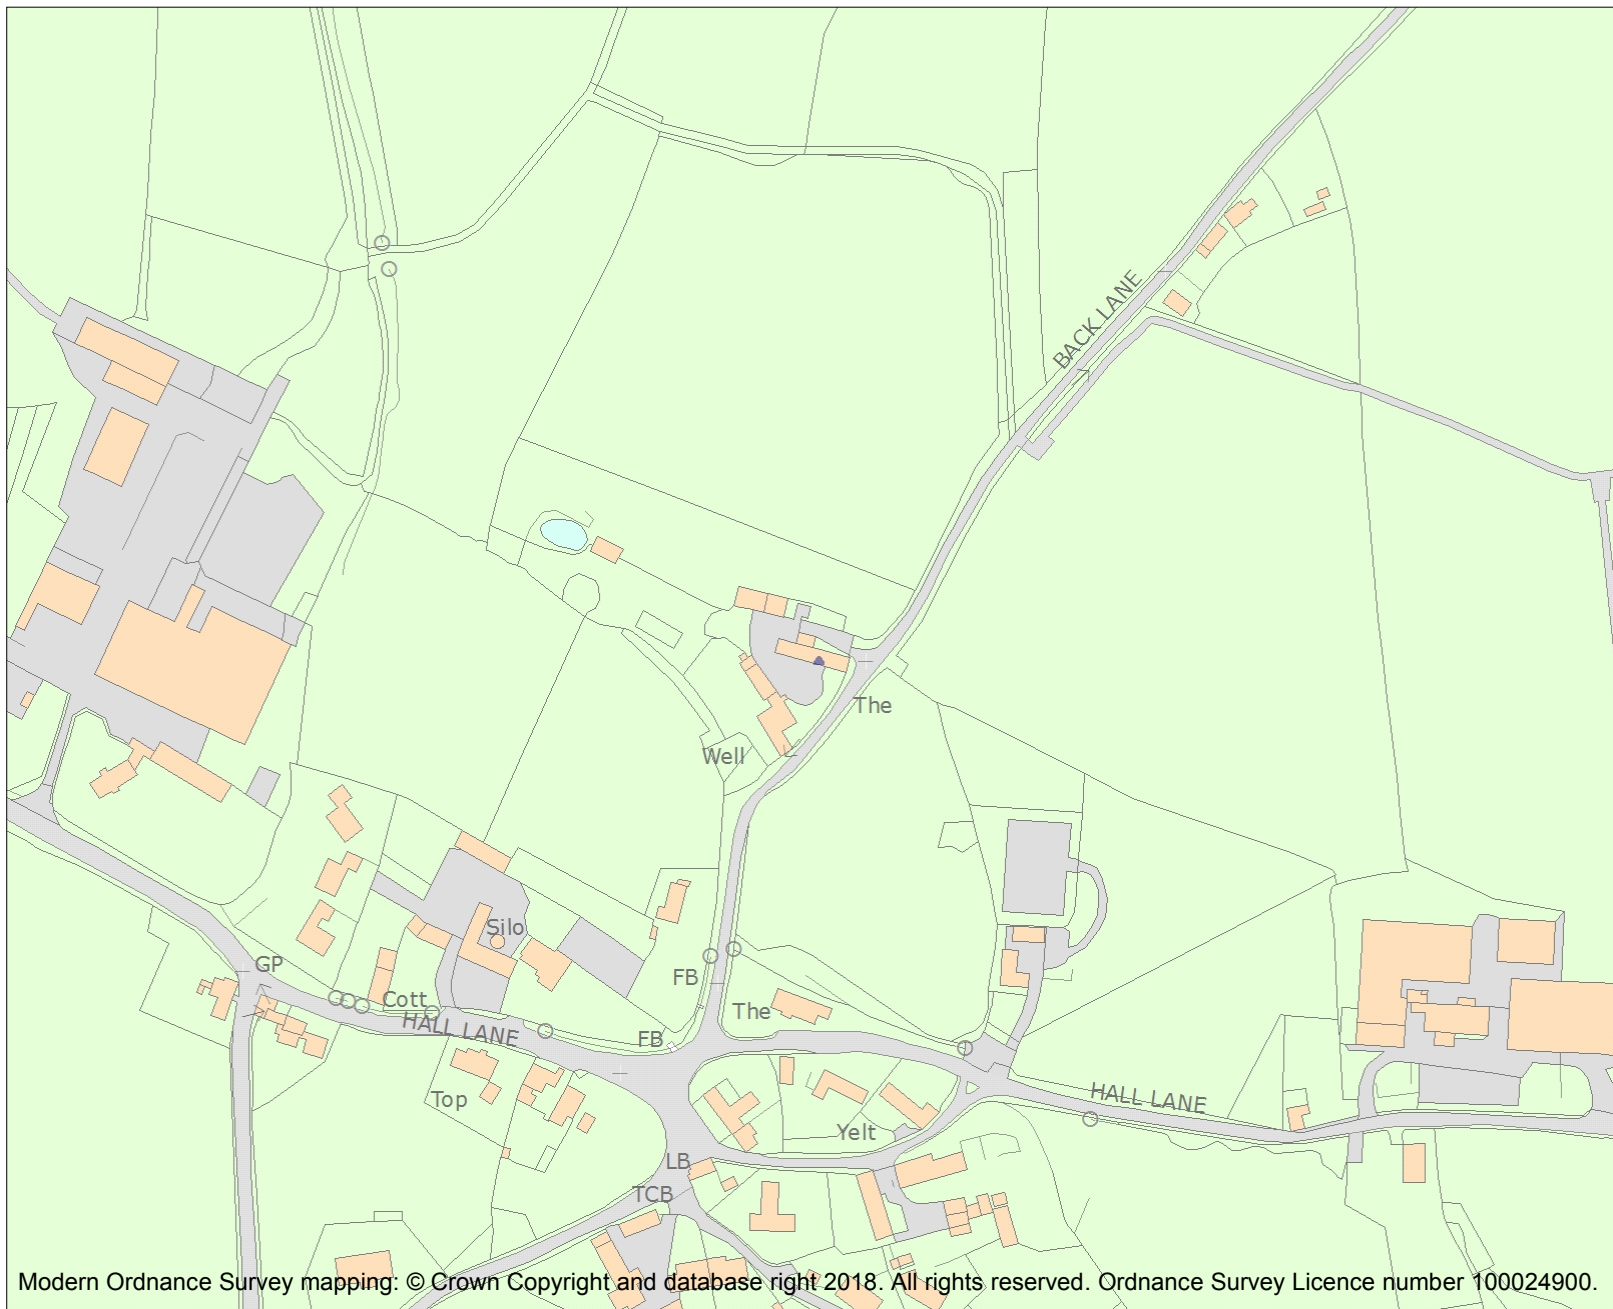 BACK LANE
The
Well
Silo
GP
FB
Cott
The
HALL LANE
FB
HALL LANE
Top
Yelt
LB
TCB
Modern Ordnance Survey mapping: © Crown Copyright and database right 2018. All rights reserved. Ordnance Survey Licence number 100024900.